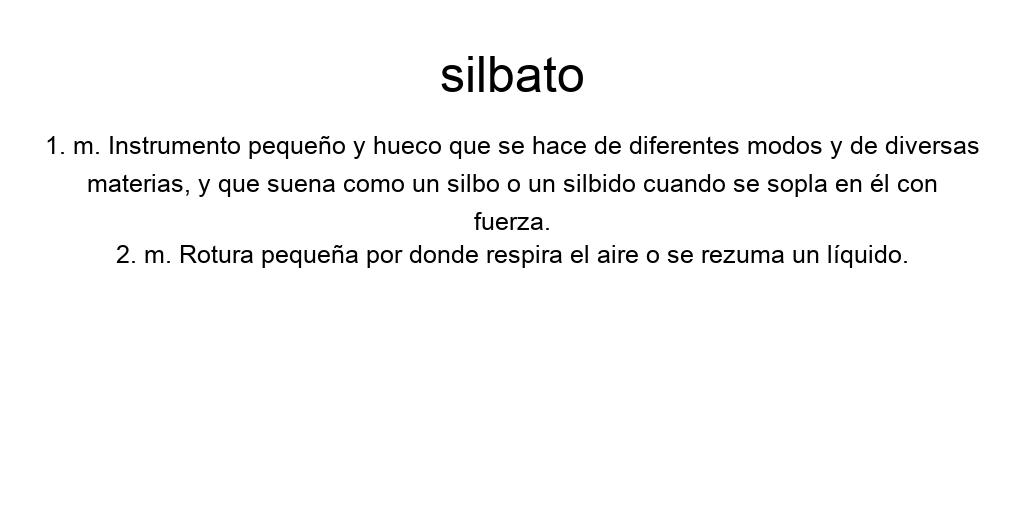 silbato
1. m. Instrumento pequeño y hueco que se hace de diferentes modos y de diversas
materias, y que suena como un silbo o un silbido cuando se sopla en él con
fuerza.
2. m. Rotura pequeña por donde respira el aire o se rezuma un líquido.